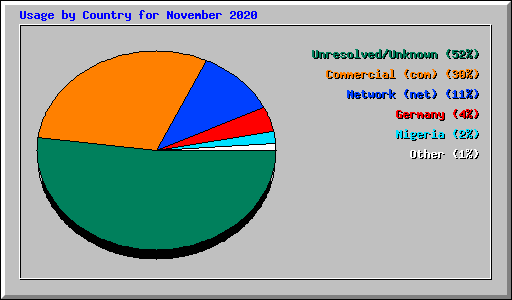 Usage by Country for November 2020
Unresolved/Unknown (52%)
Commercial (com) (30%)
Network (net) (11%)
Germany (4%)
Nigeria (2%)
Other (1%)